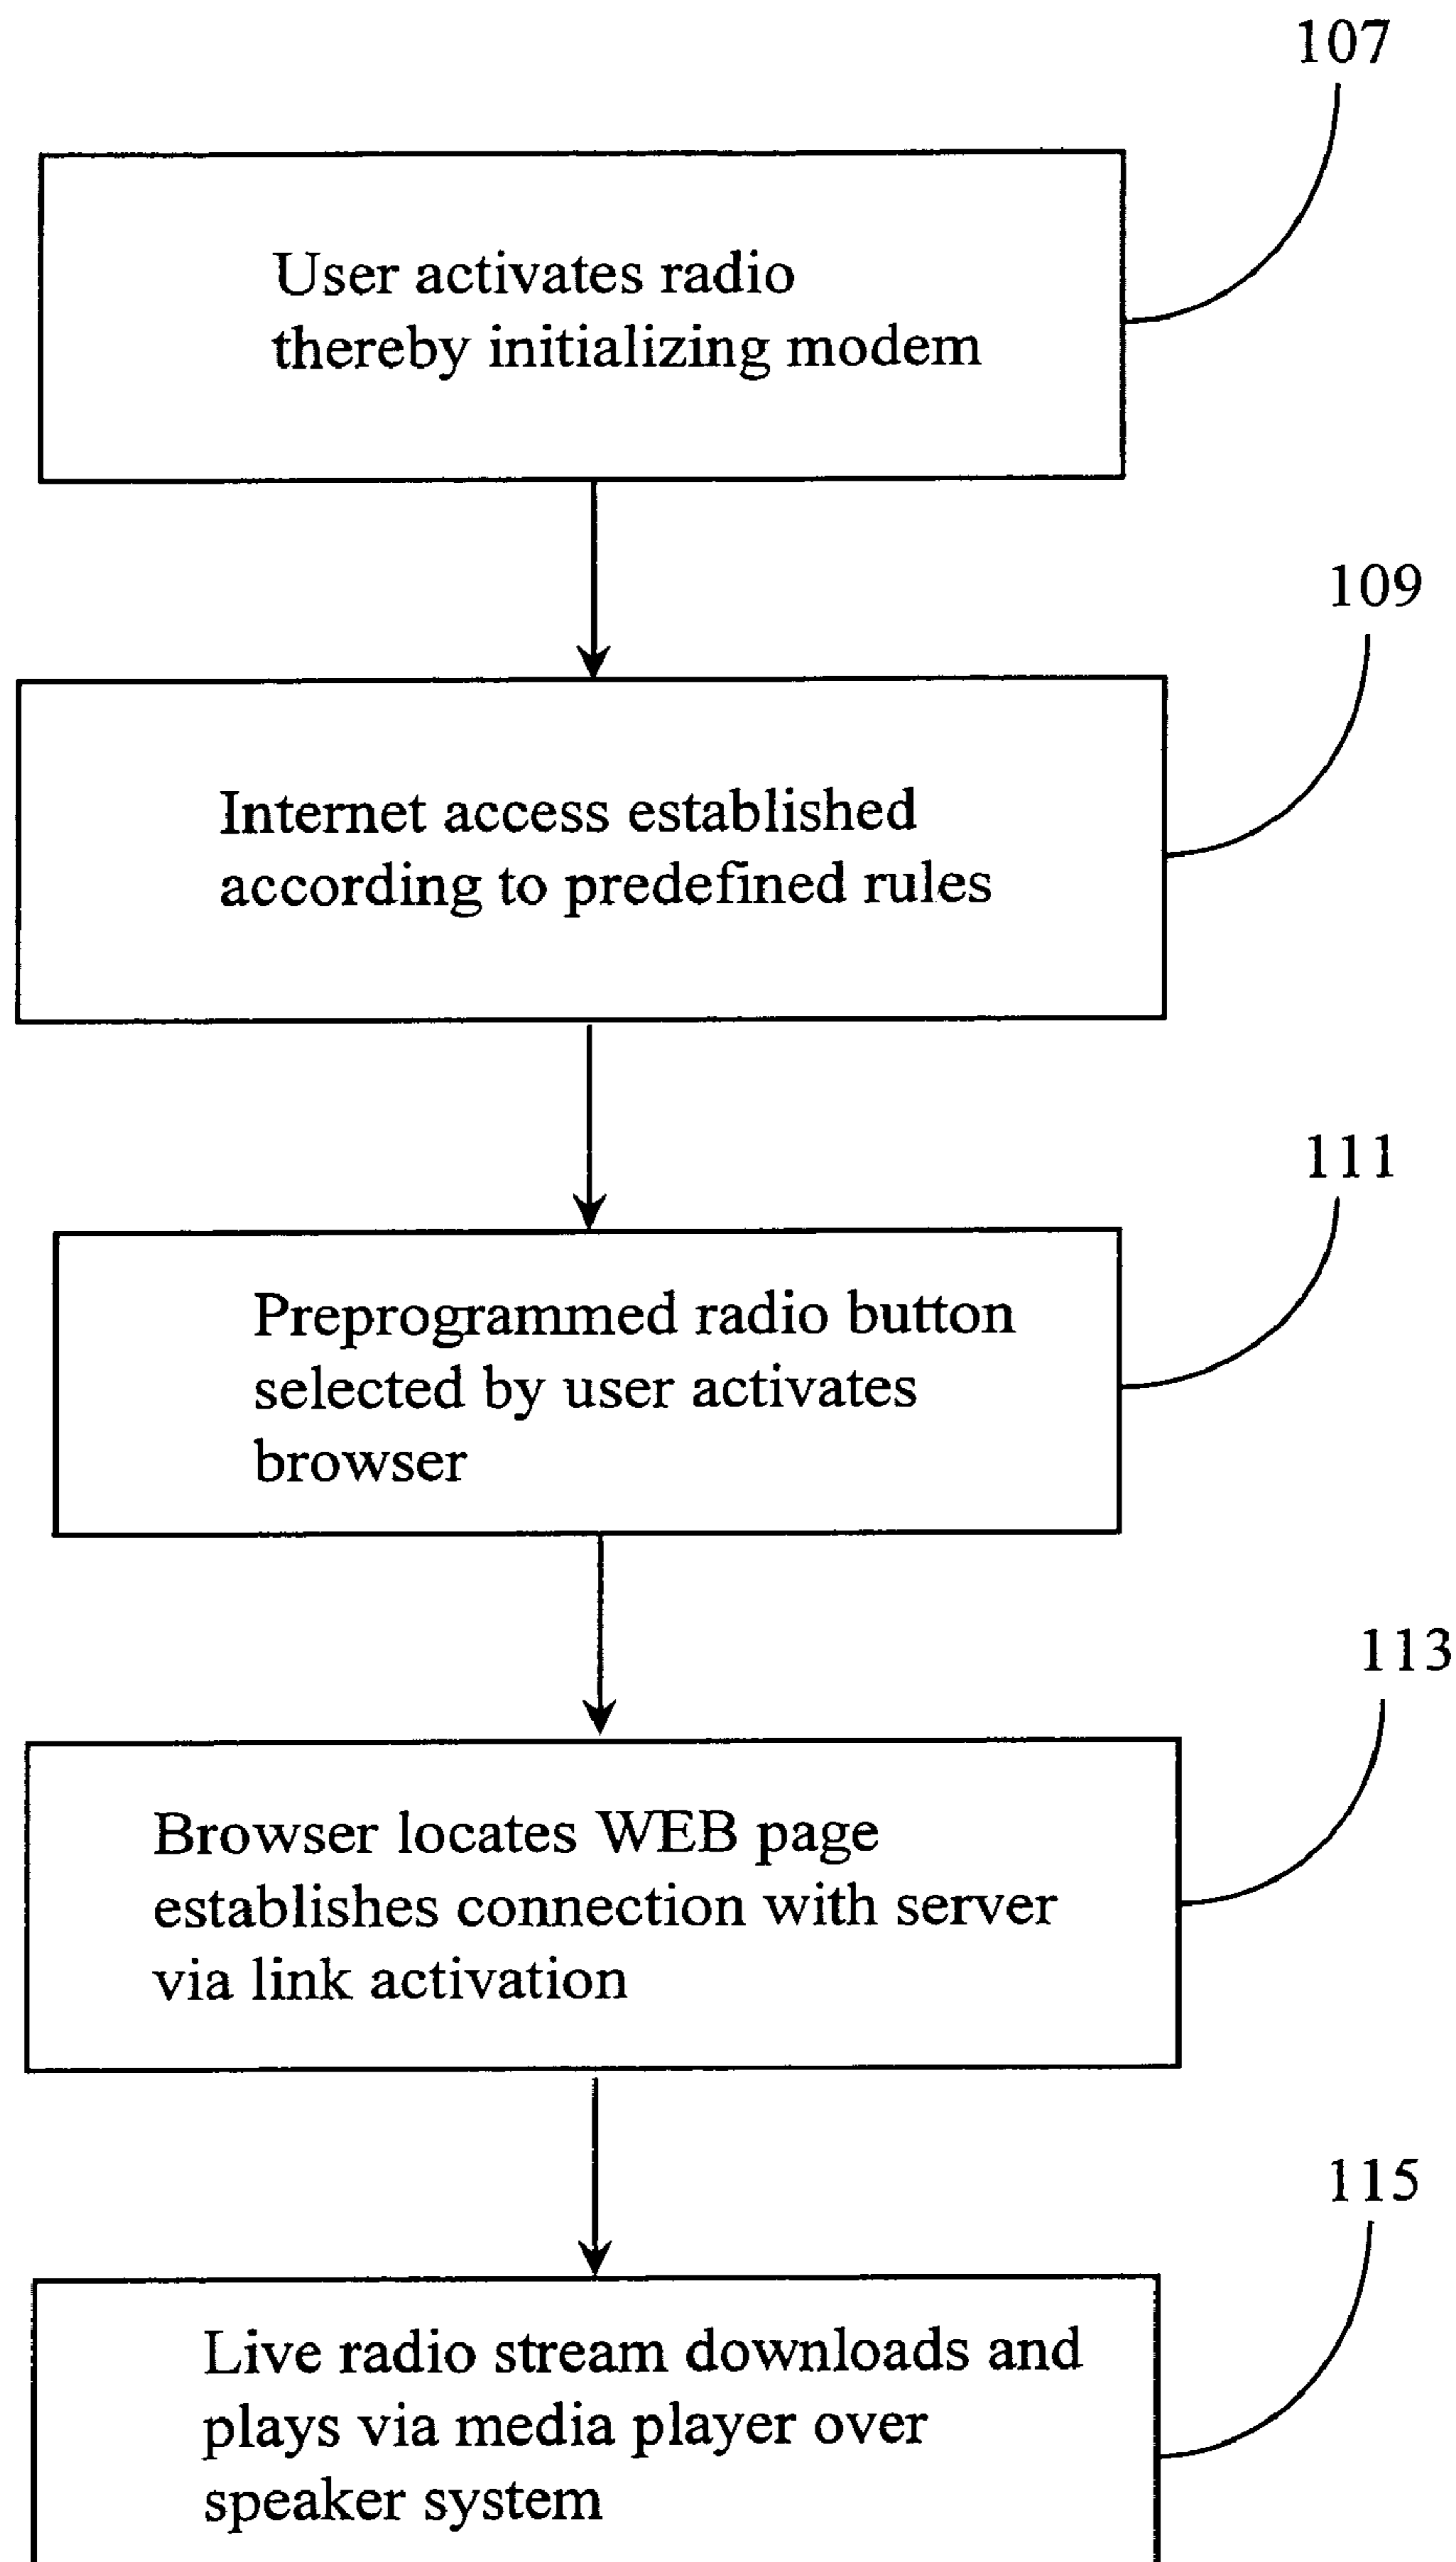 107
User activates radio
thereby initializing modem
109
Internet access established
according to predefined rules
111
Preprogrammed radio button
selected by user activates
browser
113
Browser locates WEB page
establishes connection with server
via link activation
115
Live radio stream downloads and
plays via media player over
speaker system